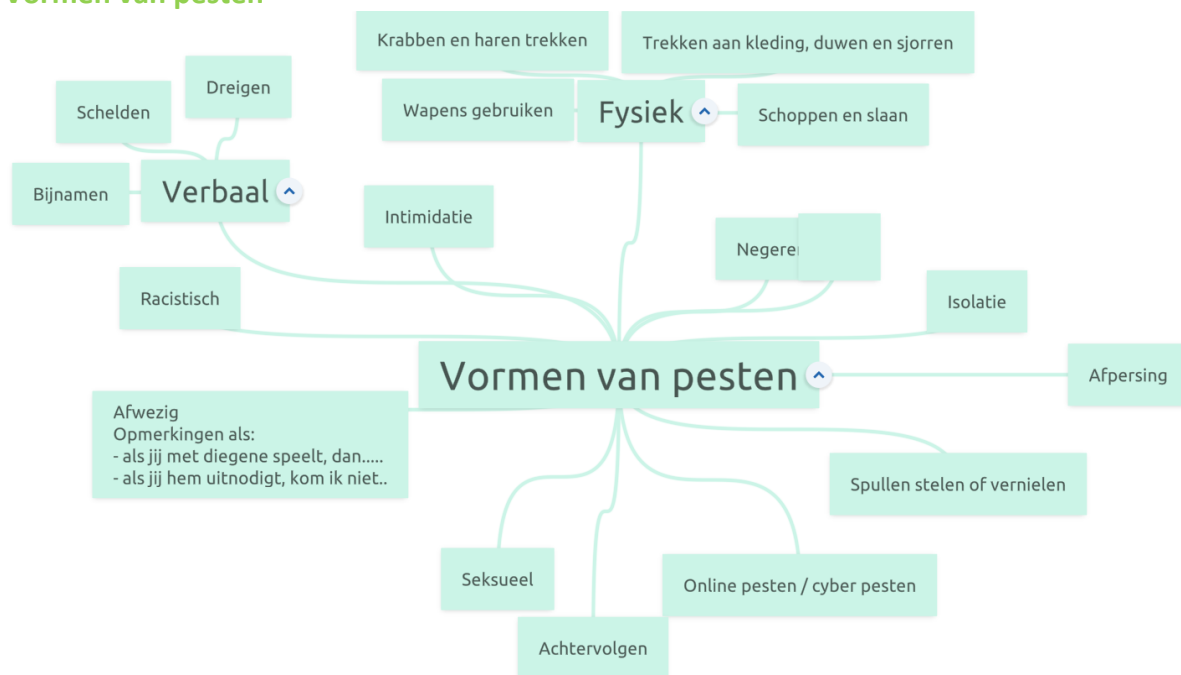 Vormen van pesten
Krabben en haren trekken
Trekken aan kleding, duwen en sjorren
Dreigen
Schelden
Wapens gebruiken
Fysiek
Schoppen en slaan
Bijnamen
Verbaal
Intimidatie
Negeren
Racistisch
Isolatie
Vormen van pesten
Afpersing
Afwezig
Opmerkingen als:
- als jij met diegene speelt, dan.....
- als jij hem uitnodigt, kom ik niet..
Spullen stelen of vernielen
Seksueel
Online pesten / cyber pesten
Achtervolgen